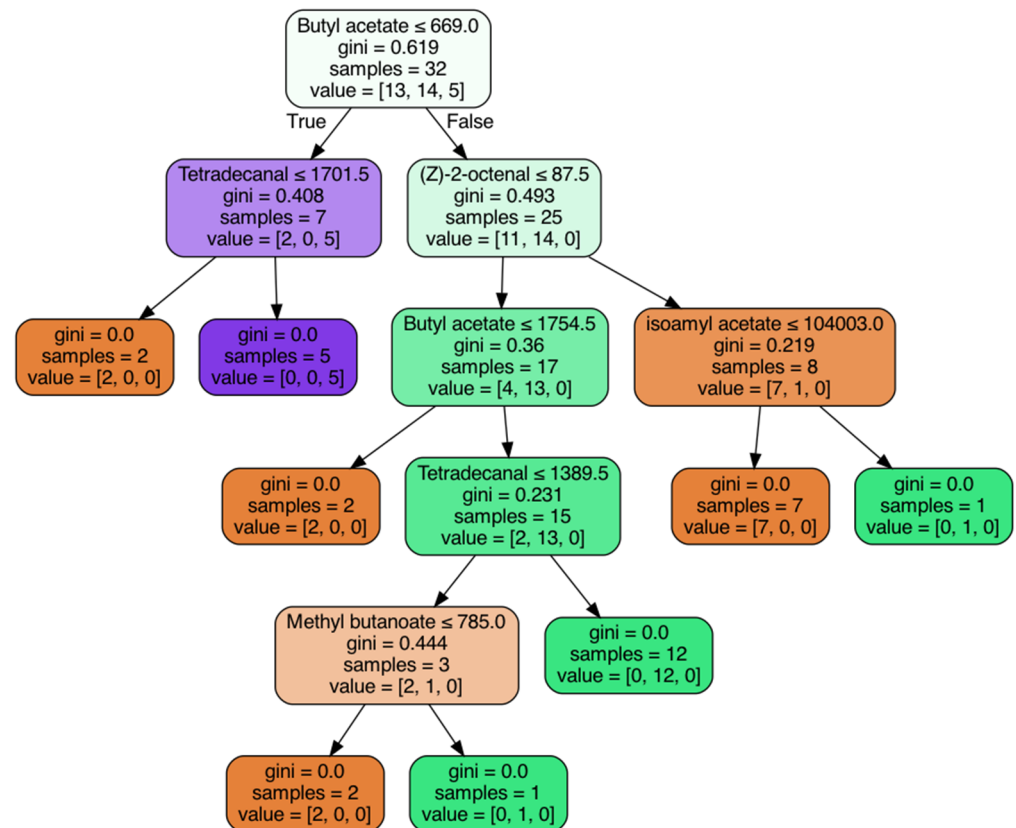 Butyl acetate ≤ 669.0
gini = 0.619
samples = 32
value = [13, 14, 5]
True
False
Tetradecanal ≤ 1701.5
gini = 0.408
samples = 7
value = [2, 0, 5]
(Z)-2-octenal ≤ 87.5
gini = 0.493
samples = 25
value = [11, 14, 0]
gini = 0.0
samples = 2
value = [2, 0, 0]
gini = 0.0
samples = 5
value = [0, 0, 5]
Butyl acetate ≤ 1754.5
gini = 0.36
samples = 17
value = [4, 13, 0]
isoamyl acetate ≤ 104003.0
gini = 0.219
samples = 8
value = [7, 1, 0]
gini = 0.0
samples = 2
value = [2, 0, 0]
Tetradecanal ≤ 1389.5
gini = 0.231
samples = 15
value = [2, 13, 0]
gini = 0.0
samples = 7
value = [7, 0, 0]
gini = 0.0
samples = 1
value = [0, 1, 0]
Methyl butanoate ≤ 785.0
gini = 0.444
samples = 3
value = [2, 1, 0]
gini = 0.0
samples = 12
value = [0, 12, 0]
gini = 0.0
samples = 2
value = [2, 0, 0]
gini = 0.0
samples = 1
value = [0, 1, 0]